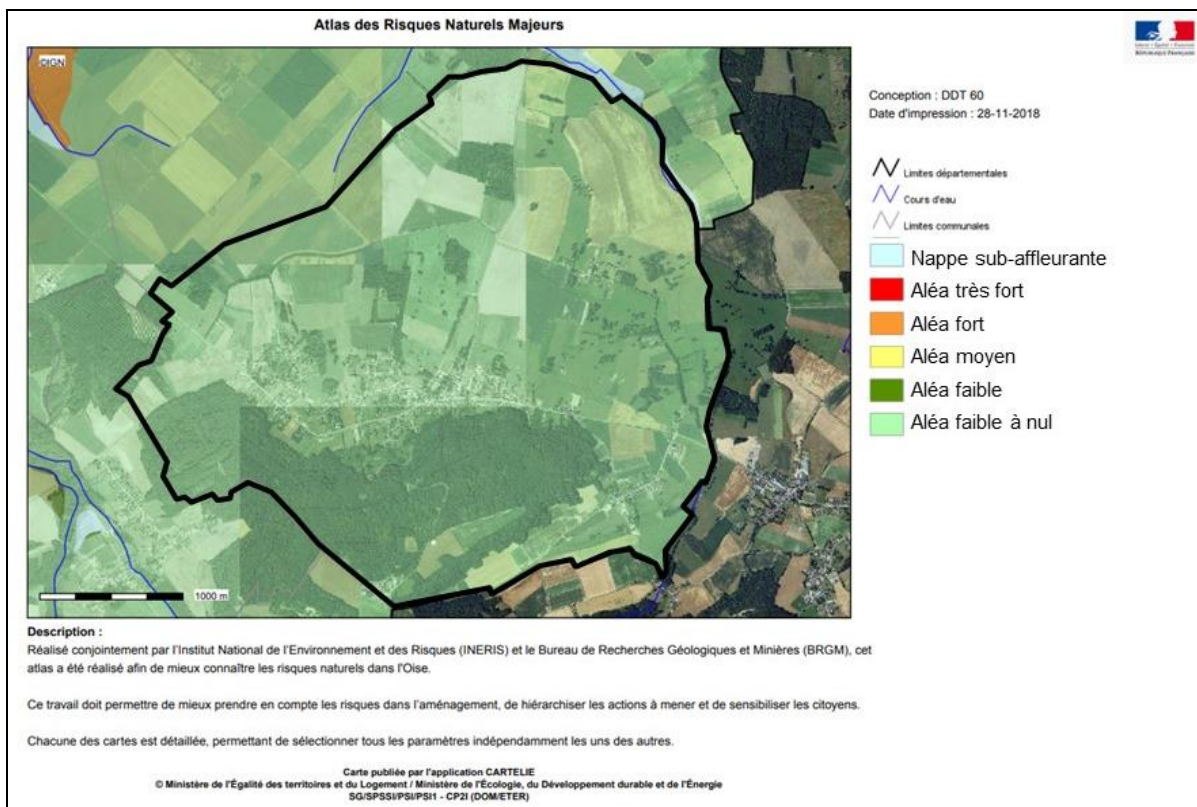 Atlas des Risques Naturels Majeurs
©IGN
RÉPUBLIQUE FRANÇAISE
Conception : DDT 60
Date d'impression : 28-11-2018
Limites départementales
Cours d'eau
Limites communales
Nappe sub-affleurante
Aléa très fort
Aléa fort
Aléa moyen
Aléa faible
Aléa faible à nul
1000 m
Description :
Réalisé conjointement par l'Institut National de l'Environnement et des Risques (INERIS) et le Bureau de Recherches Géologiques et Minières (BRGM), cet
atlas a été réalisé afin de mieux connaître les risques naturels dans l'Oise.
Ce travail doit permettre de mieux prendre en compte les risques dans l'aménagement, de hiérarchiser les actions à mener et de sensibiliser les citoyens.
Chacune des cartes est détaillée, permettant de sélectionner tous les paramètres indépendamment les uns des autres.
Carte publiée par l'application CARTELIE
© Ministère de l'Égalité des territoires et du Logement / Ministère de l'Écologie, du Développement durable et de l'Énergie
SG/SPSSI/PSI/PSI1 - CP2I (DOM/ETER)